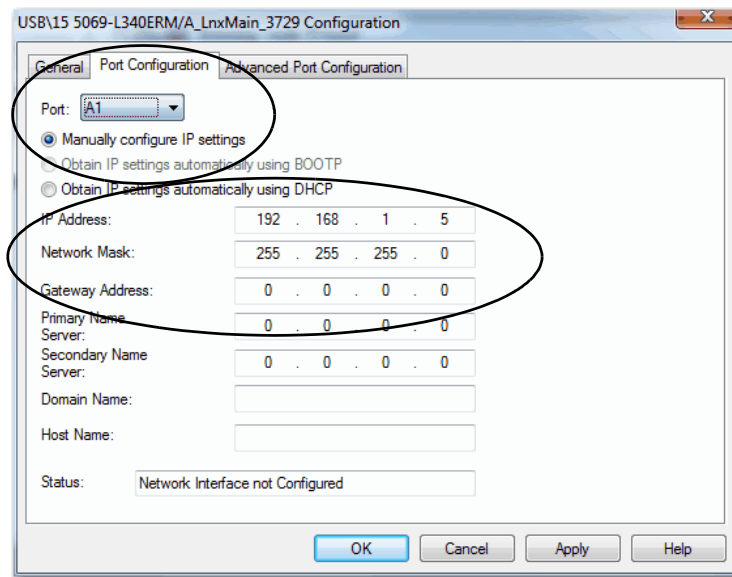 USB\15 5069-L340ERM/A_LnxMain_3729 Configuration
General Port Configuration Advanced Port Configuration
Port: A1
Manually configure IP settings
Obtain IP settings automatically using BOOTP
Obtain IP settings automatically using DHCP
IP Address: 192 . 168 . 1 . 5
Network Mask: 255 . 255 . 255 . 0
Gateway Address: 0 . 0 . 0 . 0
Primary Name
Server: 0 . 0 . 0 . 0
Secondary Name
Server: 0 . 0 . 0 . 0
Domain Name:
Host Name:
Status: Network Interface not Configured
OK Cancel Apply Help